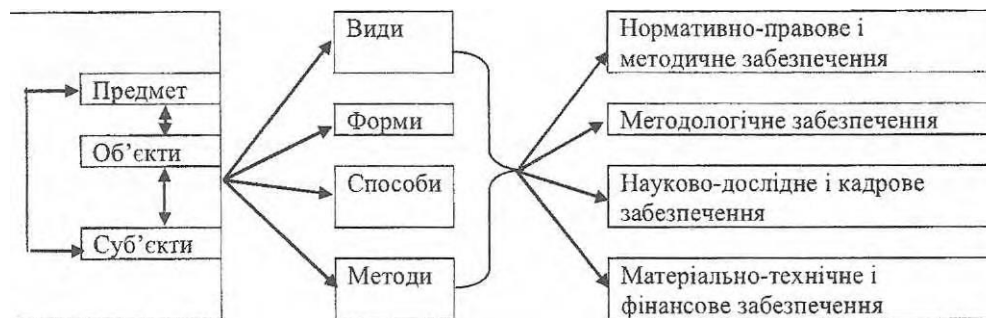 Предмет
Об’єкти
Суб’єкти
Види
Форми
Способи
Методи
Нормативно-правове і
методичне забезпечення
Методологічне забезпечення
Науково-дослідне і кадрове
забезпечення
Матеріально-технічне і
фінансове забезпечення